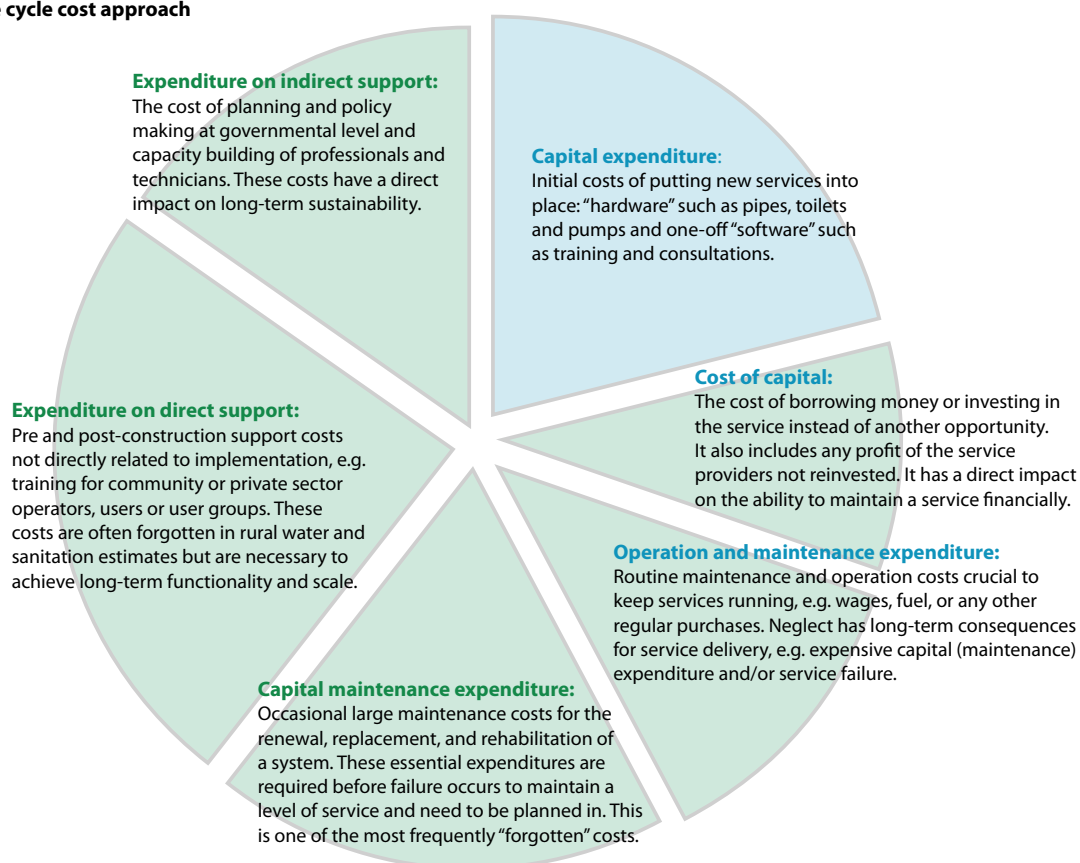 cycle cost approach
Expenditure on indirect support:
The cost of planning and policy
making at governmental level and
capacity building of professionals and
technicians. These costs have a direct
impact on long-term sustainability.
Capital expenditure:
Initial costs of putting new services into
place: “hardware” such as pipes, toilets
and pumps and one-off “software” such
as training and consultations.
Cost of capital:
The cost of borrowing money or investing in
the service instead of another opportunity.
It also includes any profit of the service
providers not reinvested. It has a direct impact
on the ability to maintain a service financially.
Expenditure on direct support:
Pre and post-construction support costs
not directly related to implementation, e.g.
training for community or private sector
operators, users or user groups. These
costs are often forgotten in rural water and
sanitation estimates but are necessary to
achieve long-term functionality and scale.
Operation and maintenance expenditure:
Routine maintenance and operation costs crucial to
keep services running, e.g. wages, fuel, or any other
regular purchases. Neglect has long-term consequences
for service delivery, e.g. expensive capital (maintenance)
expenditure and/or service failure.
Capital maintenance expenditure:
Occasional large maintenance costs for the
renewal, replacement, and rehabilitation of
a system. These essential expenditures are
required before failure occurs to maintain a
level of service and need to be planned in. This
is one of the most frequently “forgotten” costs.